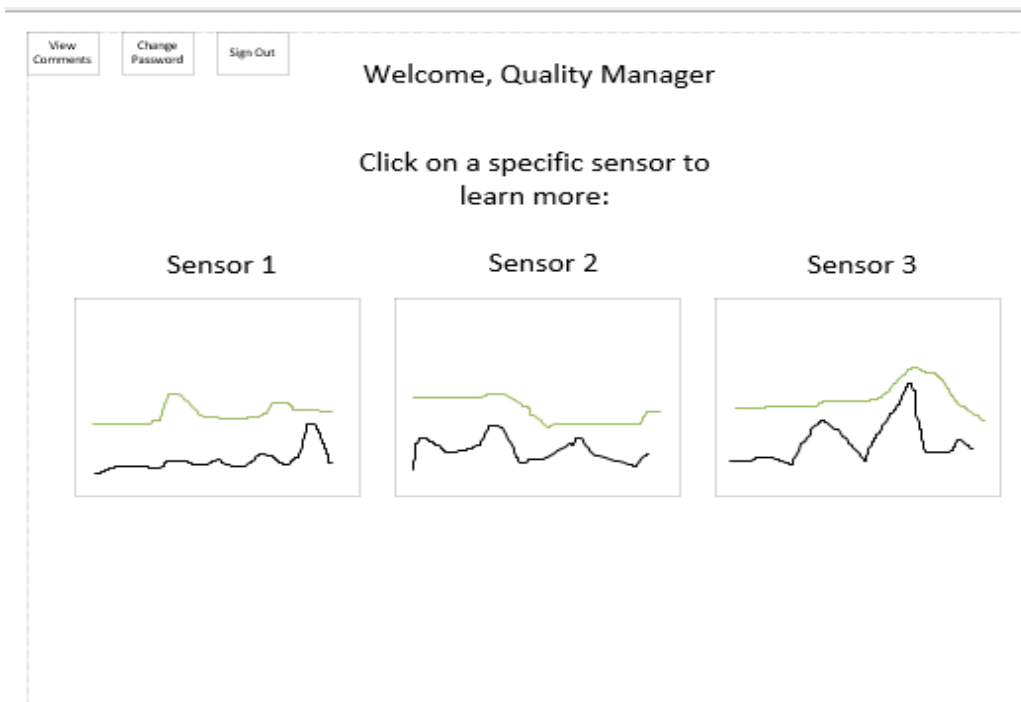 View
Comments
Change
Password
Sign Out
Welcome, Quality Manager
Click on a specific sensor to
learn more:
Sensor 1
Sensor 2
Sensor 3